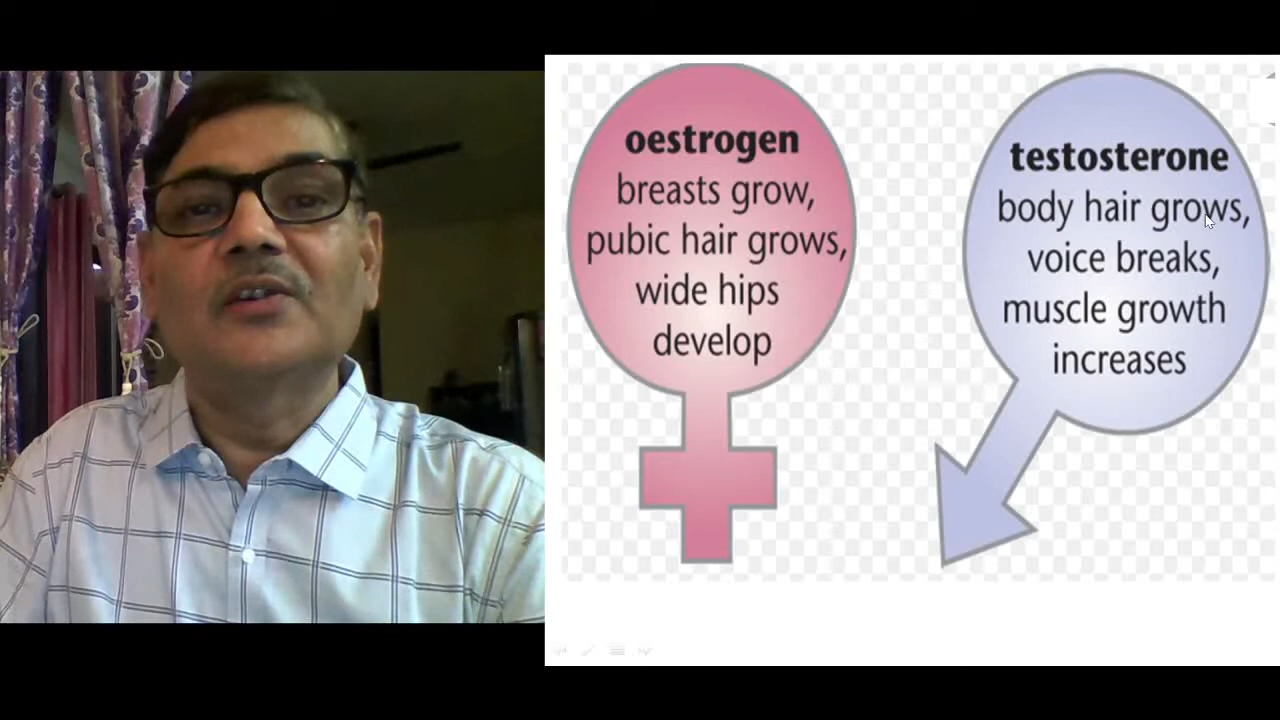 oestrogen
breasts grow,
pubic hair grows,
wide hips
develop
testosterone
body hair grows,
voice breaks,
muscle growth
increases